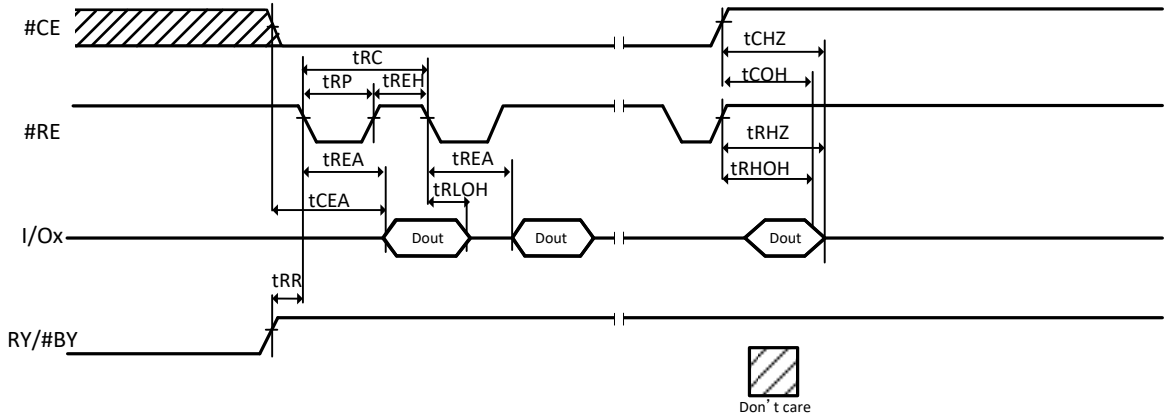 #CE
tCHZ
tRC
tCOH
tRP
tREH
#RE
tRHZ
tREA
tREA
tRHOH
tRLOH
tCEA
I/Ox
Dout
Dout
Dout
tRR
RY/#BY
Don't care